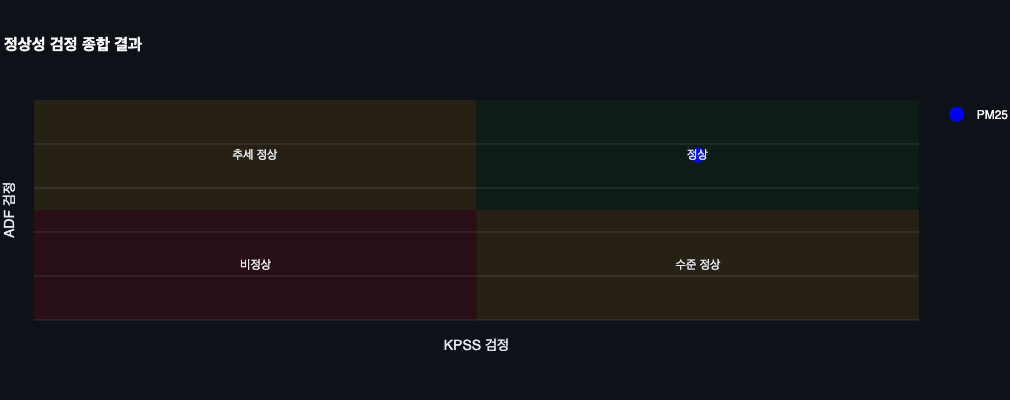 정상성 검정 종합 결과
PM25
추세 정상
정상
ADF 검정
비정상
수준 정상
KPSS 검정